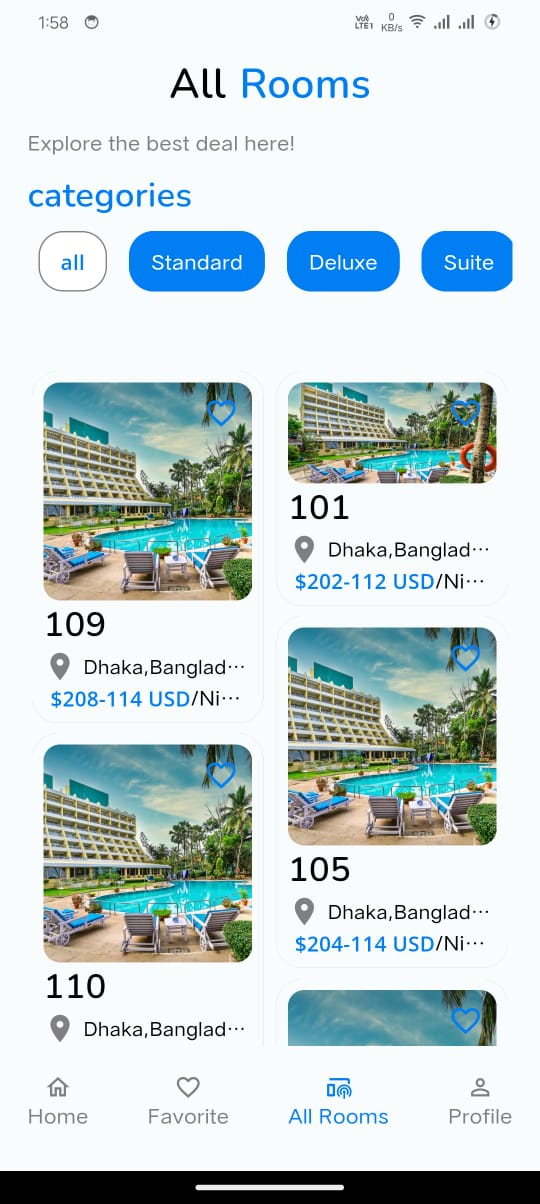 1:58
Vo)) LTE1 0 KB/s
All Rooms
Explore the best deal here!
categories
all Standard Deluxe Suite
109
Dhaka,Banglad···
$208-114 USD/Ni···
110
Dhaka,Banglad···
101
Dhaka,Banglad···
$202-112 USD/Ni···
105
Dhaka,Banglad···
$204-114 USD/Ni···
Home Favorite All Rooms Profile